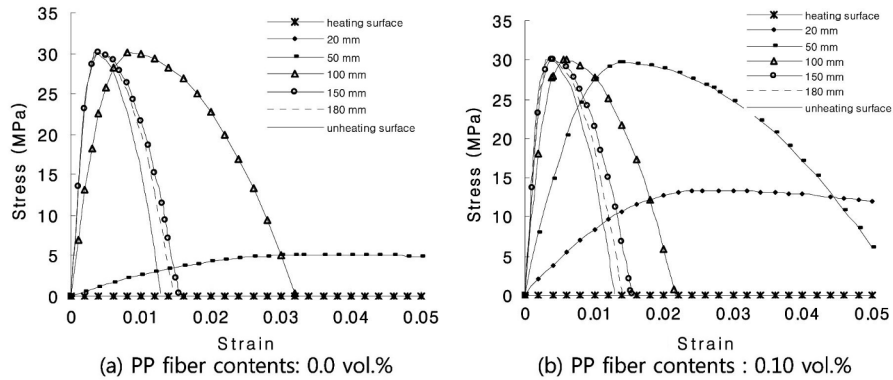 35
30
25
20
15
10
5
0
Stress (MPa)
0
0.01
0.02
0.03
0.04
0.05
Strain
heating surface
20 mm
50 mm
100 mm
150 mm
180 mm
unheating surface
(a) PP fiber contents: 0.0 vol.%
35
30
25
20
15
10
5
0
Stress (MPa)
0
0.01
0.02
0.03
0.04
0.05
Strain
heating surface
20 mm
50 mm
100 mm
150 mm
180 mm
unheating surface
(b) PP fiber contents : 0.10 vol.%